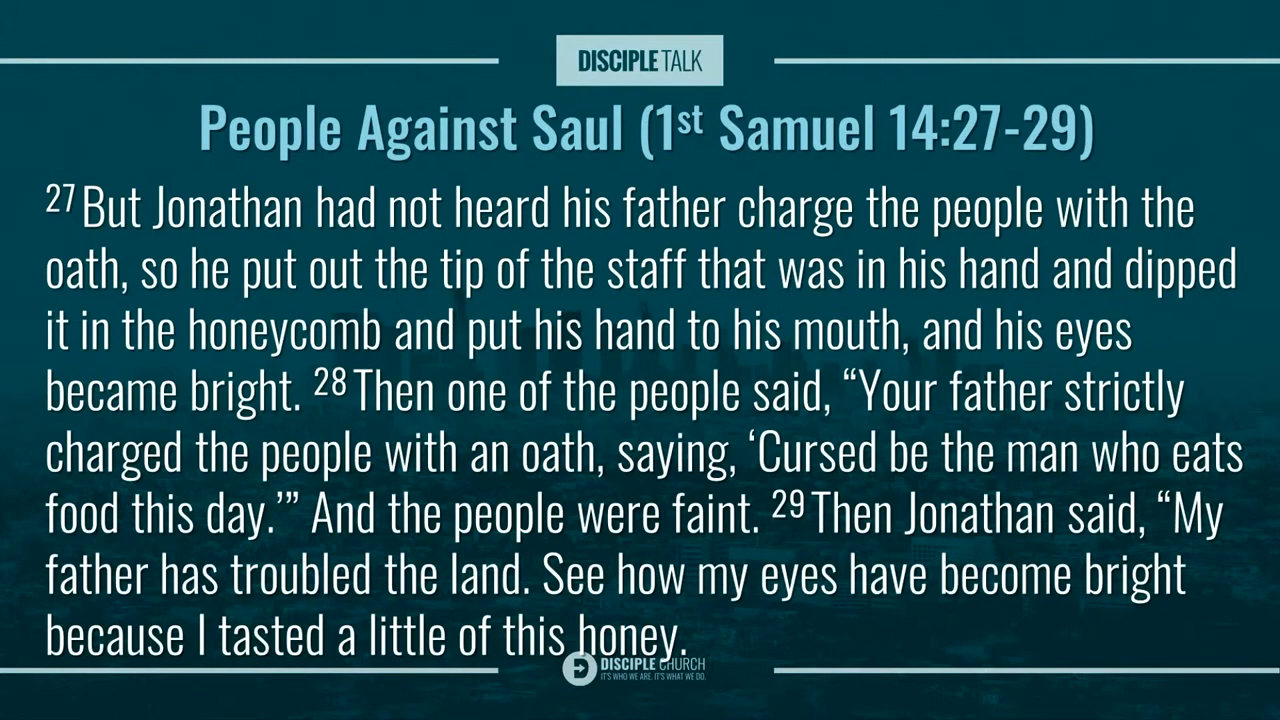 DISCIPLE TALK
People Against Saul (1st Samuel 14:27-29)
27 But Jonathan had not heard his father charge the people with the
oath, so he put out the tip of the staff that was in his hand and dipped
it in the honeycomb and put his hand to his mouth, and his eyes
became bright. 28 Then one of the people said, “Your father strictly
charged the people with an oath, saying, ‘Cursed be the man who eats
food this day.’” And the people were faint. 29 Then Jonathan said, “My
father has troubled the land. See how my eyes have become bright
because I tasted a little of this honey.
DISCIPLE CHURCH
IT'S WHO WE ARE. IT'S WHAT WE DO.